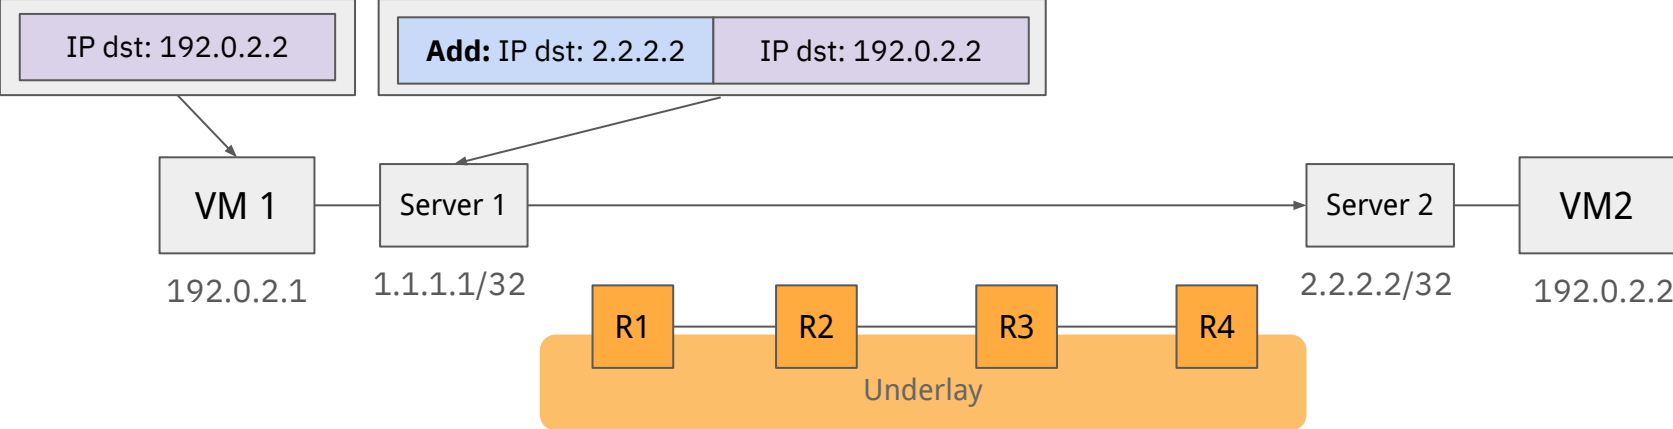 IP dst: 192.0.2.2
Add: IP dst: 2.2.2.2
IP dst: 192.0.2.2
VM 1
Server 1
Server 2
VM2
192.0.2.1
1.1.1.1/32
2.2.2.2/32
192.0.2.2
R1
R2
R3
R4
Underlay